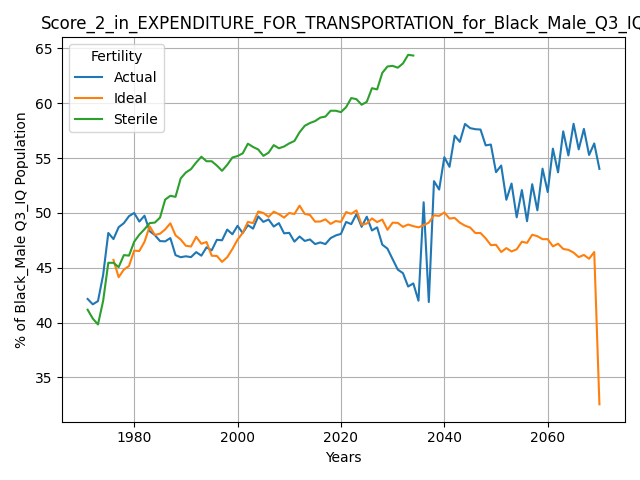 Score_2_in_EXPENDITURE_FOR_TRANSPORTATION_for_Black_Male_Q3_IQ
Fertility
Actual
Ideal
Sterile
% of Black_Male Q3_IQ Population
65
60
55
50
45
40
35
1980
2000
2020
2040
2060
Years